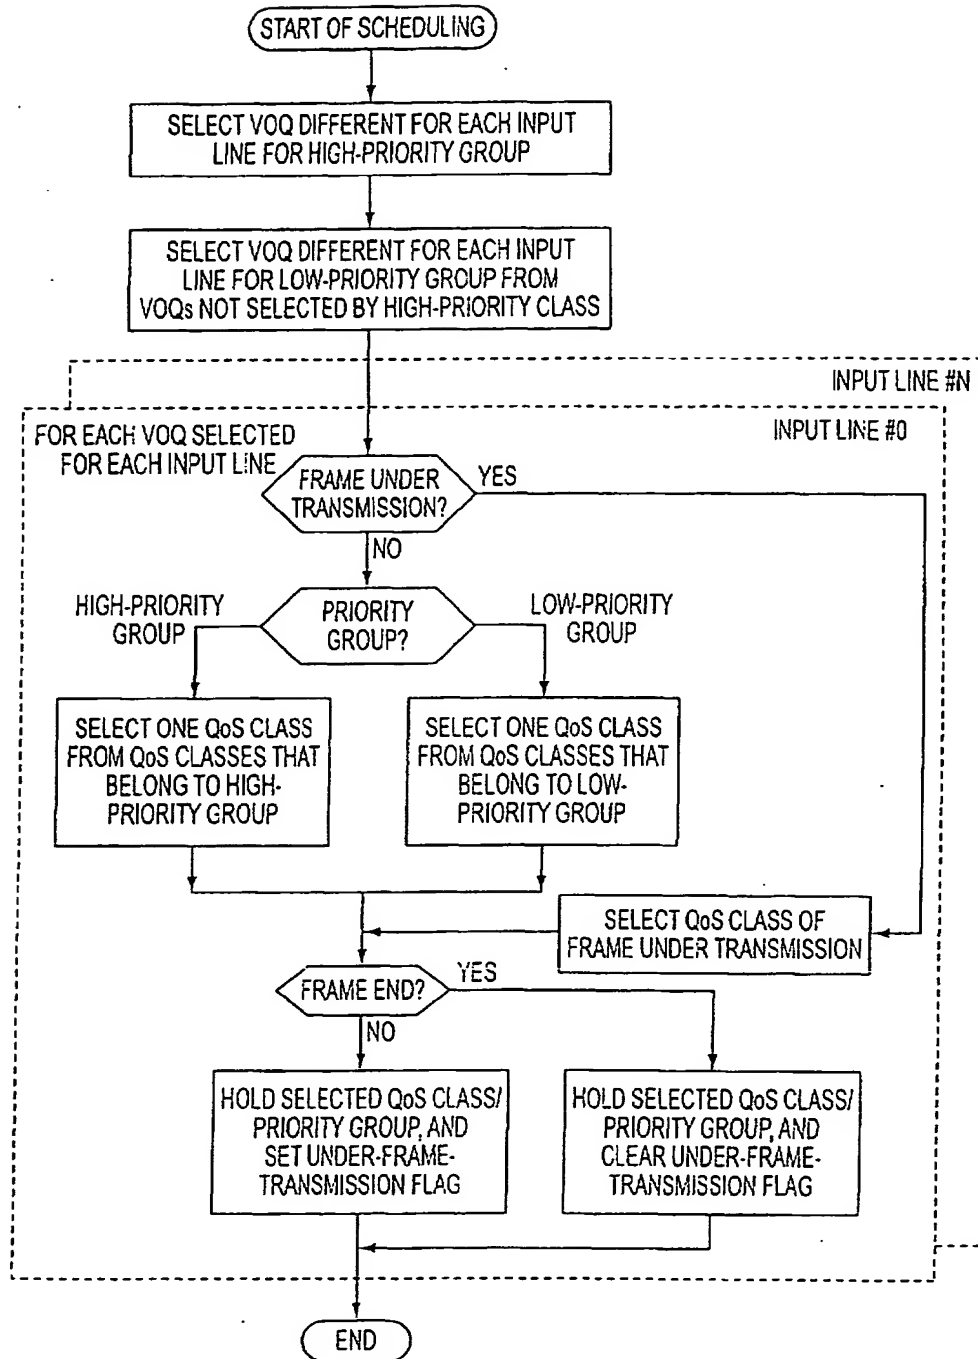 START OF SCHEDULING
SELECT VOQ DIFFERENT FOR EACH INPUT
LINE FOR HIGH-PRIORITY GROUP
SELECT VOQ DIFFERENT FOR EACH INPUT
LINE FOR LOW-PRIORITY GROUP FROM
VOQs NOT SELECTED BY HIGH-PRIORITY CLASS
INPUT LINE #N
INPUT LINE #0
FOR EACH VOQ SELECTED
FOR EACH INPUT LINE
FRAME UNDER
TRANSMISSION?
YES
NO
HIGH-PRIORITY
GROUP
PRIORITY
GROUP?
LOW-PRIORITY
GROUP
SELECT ONE QoS CLASS
FROM QoS CLASSES THAT
BELONG TO HIGH-
PRIORITY GROUP
SELECT ONE QoS CLASS
FROM QoS CLASSES THAT
BELONG TO LOW-
PRIORITY GROUP
SELECT QoS CLASS OF
FRAME UNDER TRANSMISSION
FRAME END?
YES
NO
HOLD SELECTED QoS CLASS/
PRIORITY GROUP, AND
SET UNDER-FRAME-
TRANSMISSION FLAG
HOLD SELECTED QoS CLASS/
PRIORITY GROUP, AND
CLEAR UNDER-FRAME-
TRANSMISSION FLAG
END